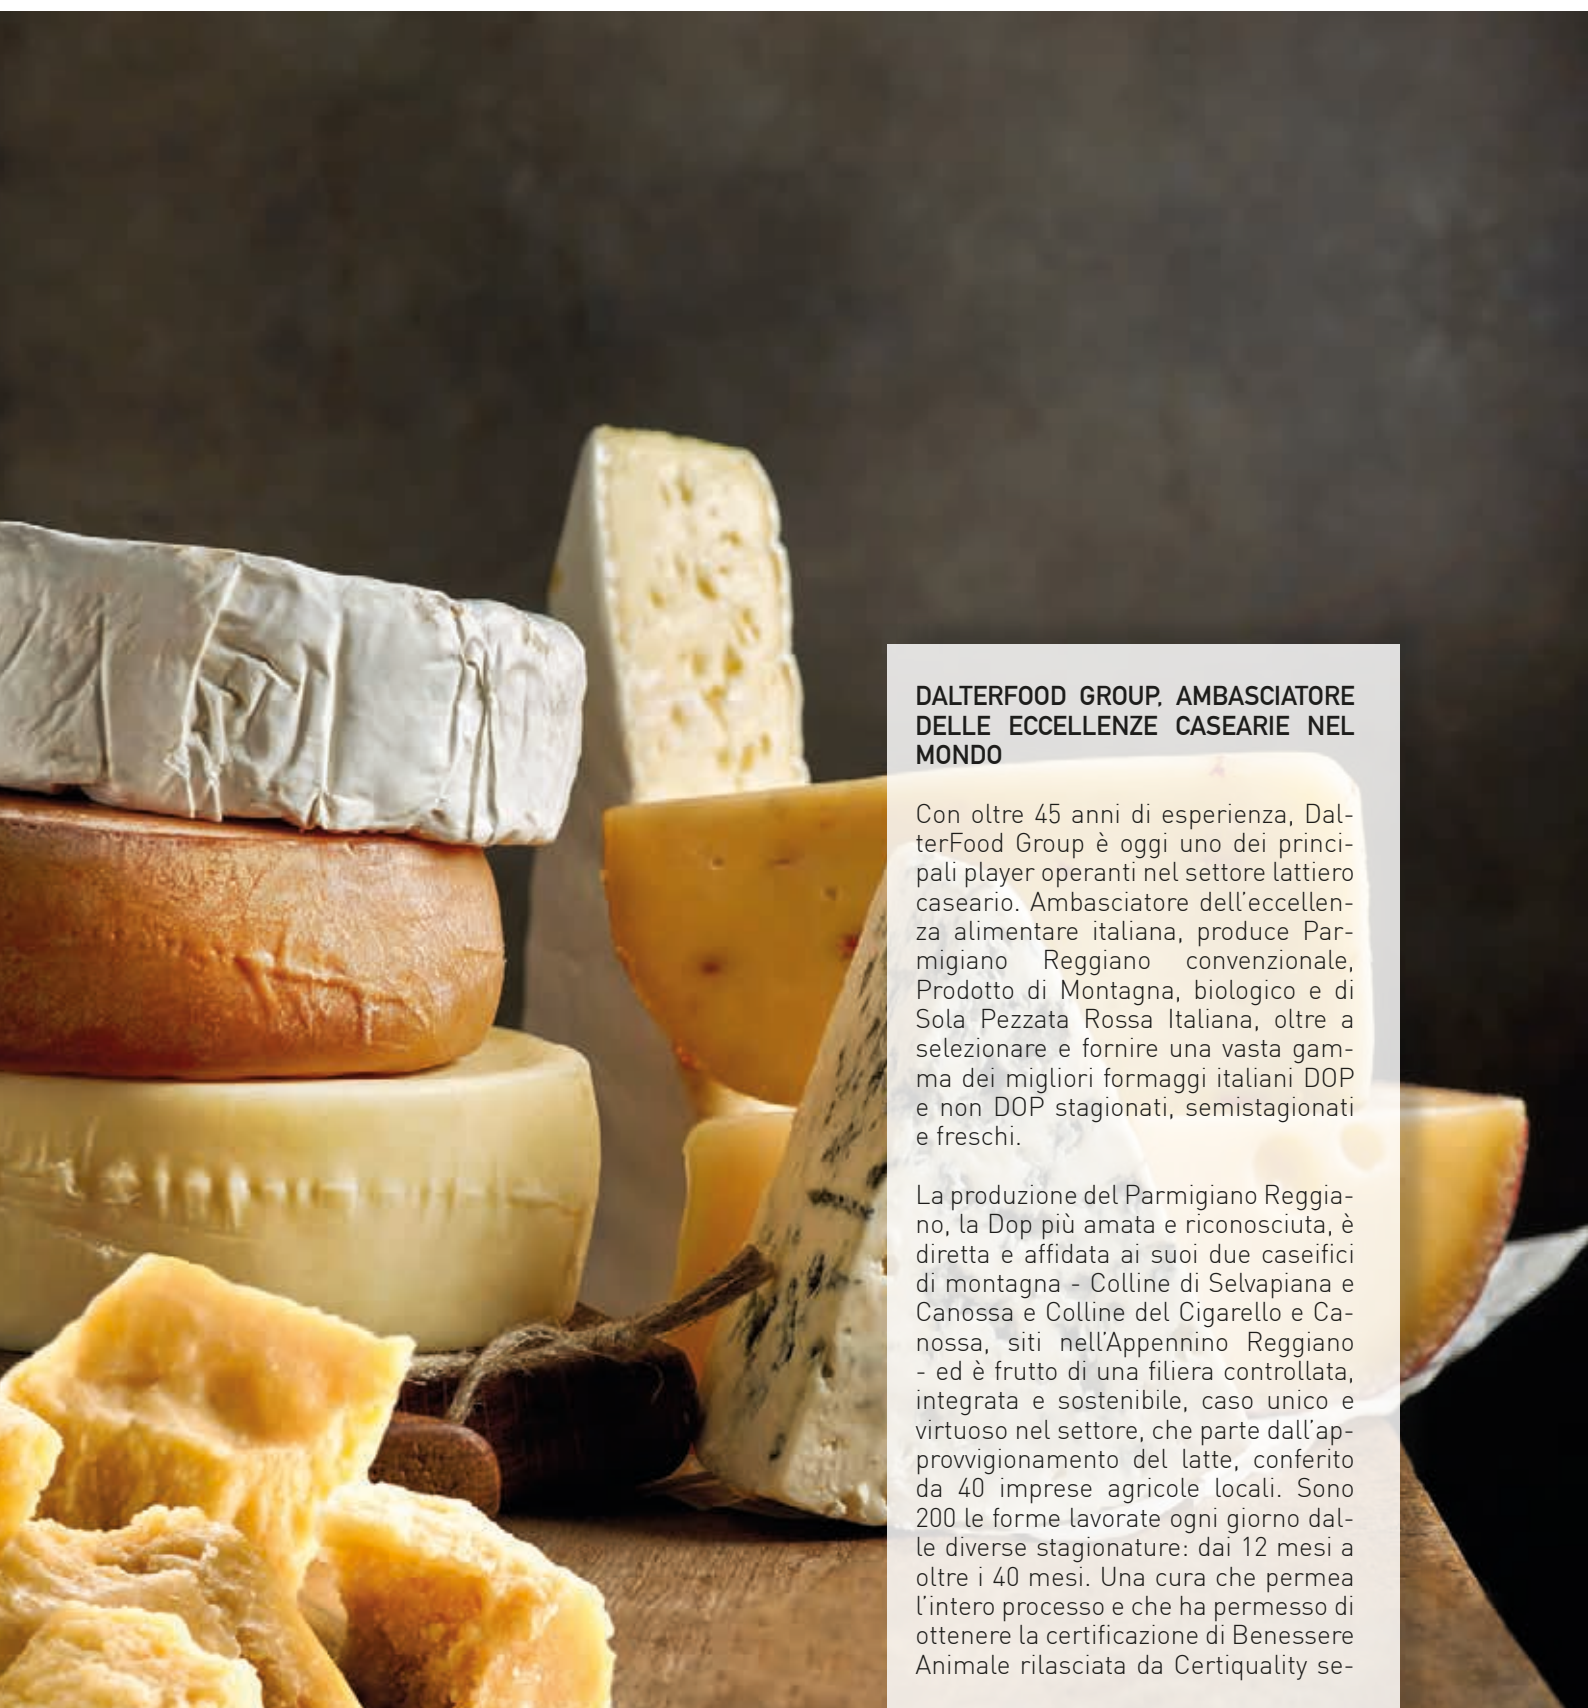 DALTERFOOD GROUP, AMBASCIATORE
DELLE ECCELLENZE CASEARIE NEL
MONDO
Con oltre 45 anni di esperienza, Dal-
terFood Group è oggi uno dei princi-
pali player operanti nel settore lattiero
caseario. Ambasciatore dell'eccellen-
za alimentare italiana, produce Par-
migiano Reggiano convenzionale,
Prodotto di Montagna, biologico e di
Sola Pezzata Rossa Italiana, oltre a
selezionare e fornire una vasta gam-
ma dei migliori formaggi italiani DOP
e non DOP stagionati, semistagionati
e freschi.
La produzione del Parmigiano Reggia-
no, la Dop più amata e riconosciuta, è
diretta e affidata ai suoi due caseifici
di montagna - Colline di Selvapiana e
Canossa e Colline del Cigarello e Ca-
nossa, siti nell'Appennino Reggiano
- ed è frutto di una filiera controllata,
integrata e sostenibile, caso unico e
virtuoso nel settore, che parte dall'ap-
provvigionamento del latte, conferito
da 40 imprese agricole locali. Sono
200 le forme lavorate ogni giorno dal-
le diverse stagionature: dai 12 mesi a
oltre i 40 mesi. Una cura che permea
l'intero processo e che ha permesso di
ottenere la certificazione di Benessere
Animale rilasciata da Certiquality se-